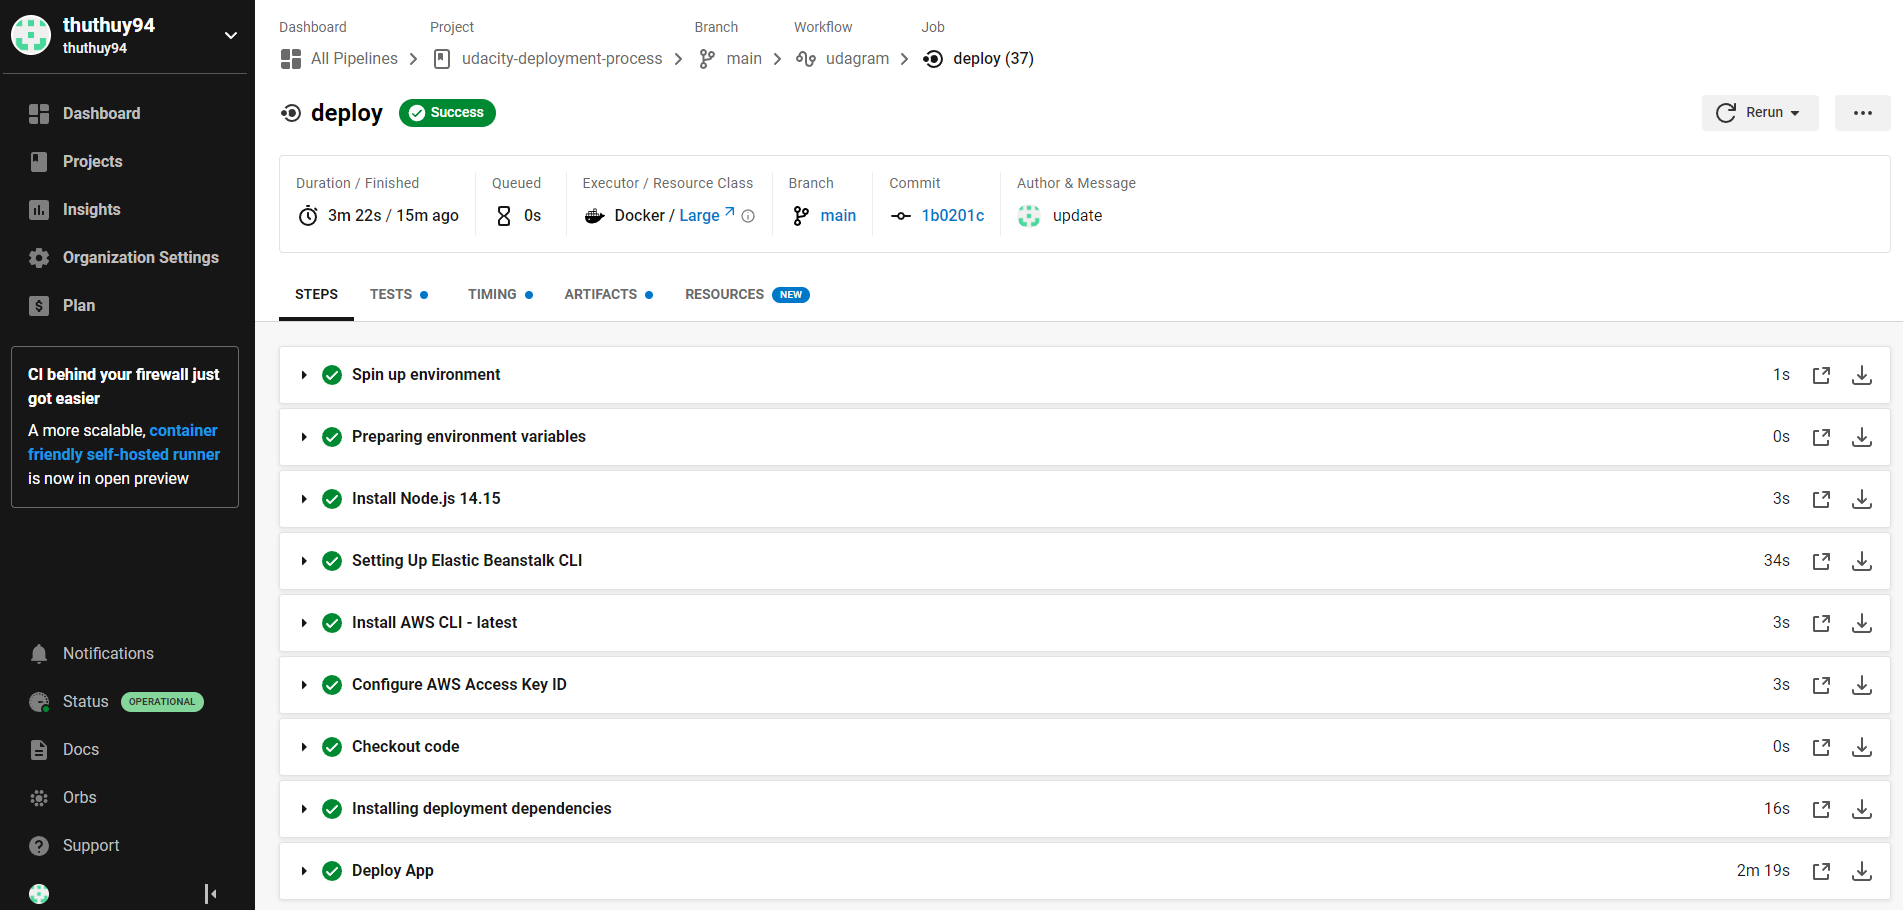 thuthuy94
thuthuy94
Dashboard
Projects
Insights
Organization Settings
Plan
CI behind your firewall just
got easier
A more scalable, container
friendly self-hosted runner
is now in open preview
Notifications
Status OPERATIONAL
Docs
Orbs
Support
Dashboard Project Branch Workflow Job
All Pipelines udacity-deployment-process main udagram deploy (37)
deploy Success Rerun
Duration / Finished Queued Executor / Resource Class Branch Commit Author & Message
3m 22s / 15m ago 0s Docker / Large main 1b0201c update
STEPS TESTS TIMING ARTIFACTS RESOURCES NEW
Spin up environment 1s
Preparing environment variables 0s
Install Node.js 14.15 3s
Setting Up Elastic Beanstalk CLI 34s
Install AWS CLI - latest 3s
Configure AWS Access Key ID 3s
Checkout code 0s
Installing deployment dependencies 16s
Deploy App 2m 19s